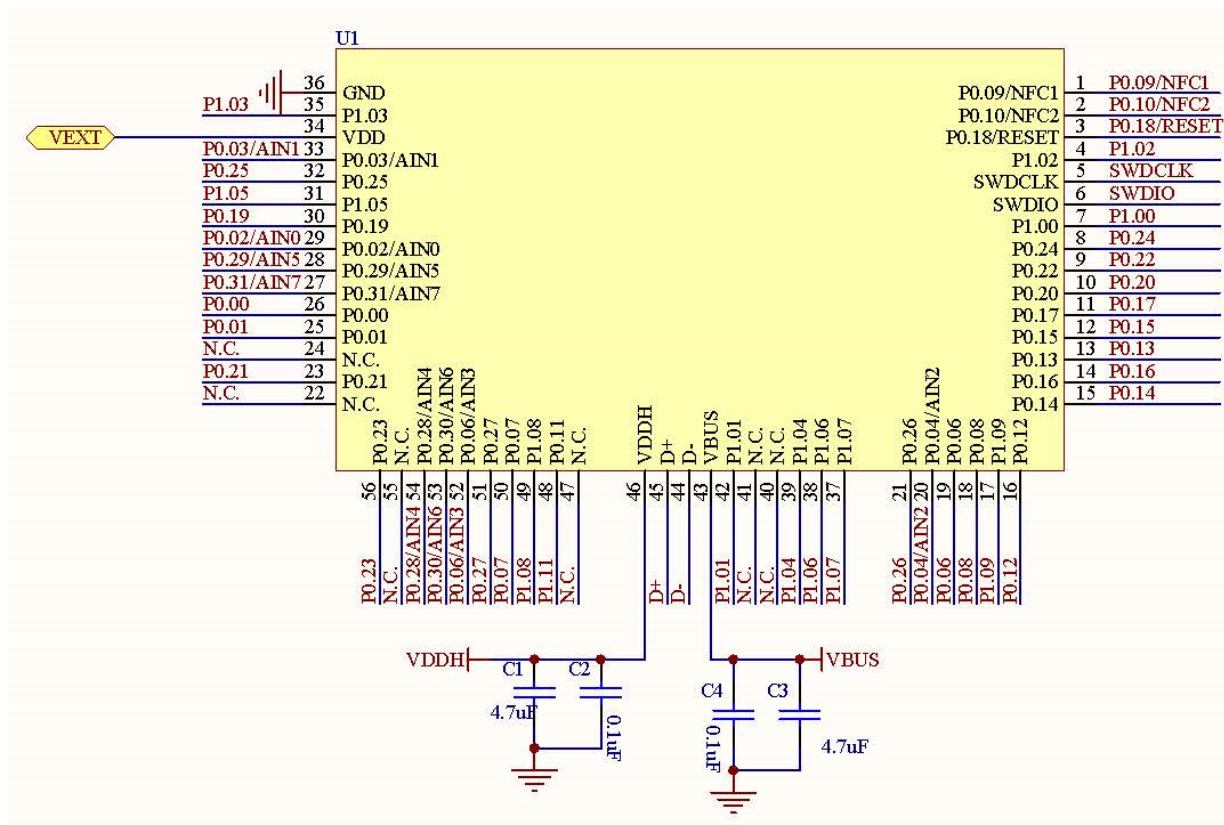 U1
36 GND
P1.03 35 P1.03
VEXT 34 VDD
P0.03/AIN1 33 P0.03/AIN1
P0.25 32 P0.25
P1.05 31 P1.05
P0.19 30 P0.19
P0.02/AIN0 29 P0.02/AIN0
P0.29/AIN5 28 P0.29/AIN5
P0.31/AIN7 27 P0.31/AIN7
P0.00 26 P0.00
P0.01 25 P0.01
N.C. 24 N.C.
P0.21 23 P0.21
N.C. 22 N.C.
P0.09/NFC1 1 P0.09/NFC1
P0.10/NFC2 2 P0.10/NFC2
P0.18/RESET 3 P0.18/RESET
P1.02 4 P1.02
SWDCLK 5 SWDCLK
SWDIO 6 SWDIO
P1.00 7 P1.00
P0.24 8 P0.24
P0.22 9 P0.22
P0.20 10 P0.20
P0.17 11 P0.17
P0.15 12 P0.15
P0.13 13 P0.13
P0.16 14 P0.16
P0.14 15 P0.14
P0.23 56 P0.23
N.C. 55 N.C.
P0.28/AIN4 54 P0.28/AIN4
P0.30/AIN6 53 P0.30/AIN6
P0.06/AIN3 52 P0.06/AIN3
P0.27 51 P0.27
P0.07 50 P0.07
P1.08 49 P1.08
P0.11 48 P1.11
N.C. 47 N.C.
VDDH 46
D+ 45 D+
D- 44 D-
VBUS 43
P1.01 42 P1.01
N.C. 41 N.C.
N.C. 40 N.C.
P1.04 39 P1.04
P1.06 38 P1.06
P1.07 37 P1.07
P0.26 21 P0.26
P0.04/AIN2 20 P0.04/AIN2
P0.06 19 P0.06
P0.08 18 P0.08
P1.09 17 P1.09
P0.12 16 P0.12
VDDH
C1
4.7uF
C2
0.1uF
C4
0.1uF
C3
4.7uF
VBUS